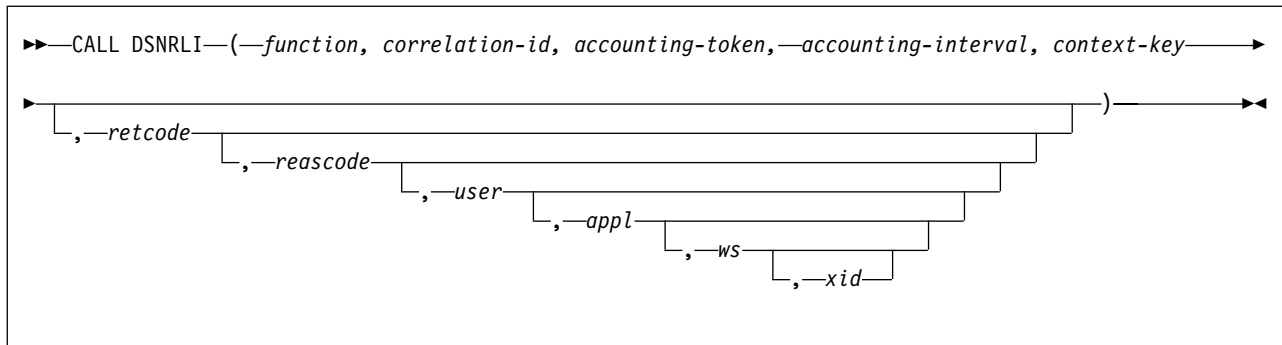 CALL DSNRLI ( function, correlation-id, accounting-token, accounting-interval, context-key
)
, retcode
, reascode
, user
, appl
, ws
, xid